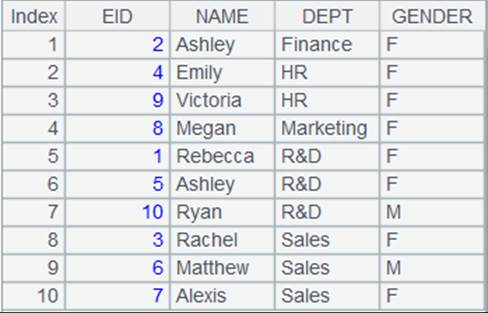 Index EID NAME DEPT GENDER
1 2 Ashley Finance F
2 4 Emily HR F
3 9 Victoria HR F
4 8 Megan Marketing F
5 1 Rebecca R&D F
6 5 Ashley R&D F
7 10 Ryan R&D M
8 3 Rachel Sales F
9 6 Matthew Sales M
10 7 Alexis Sales F